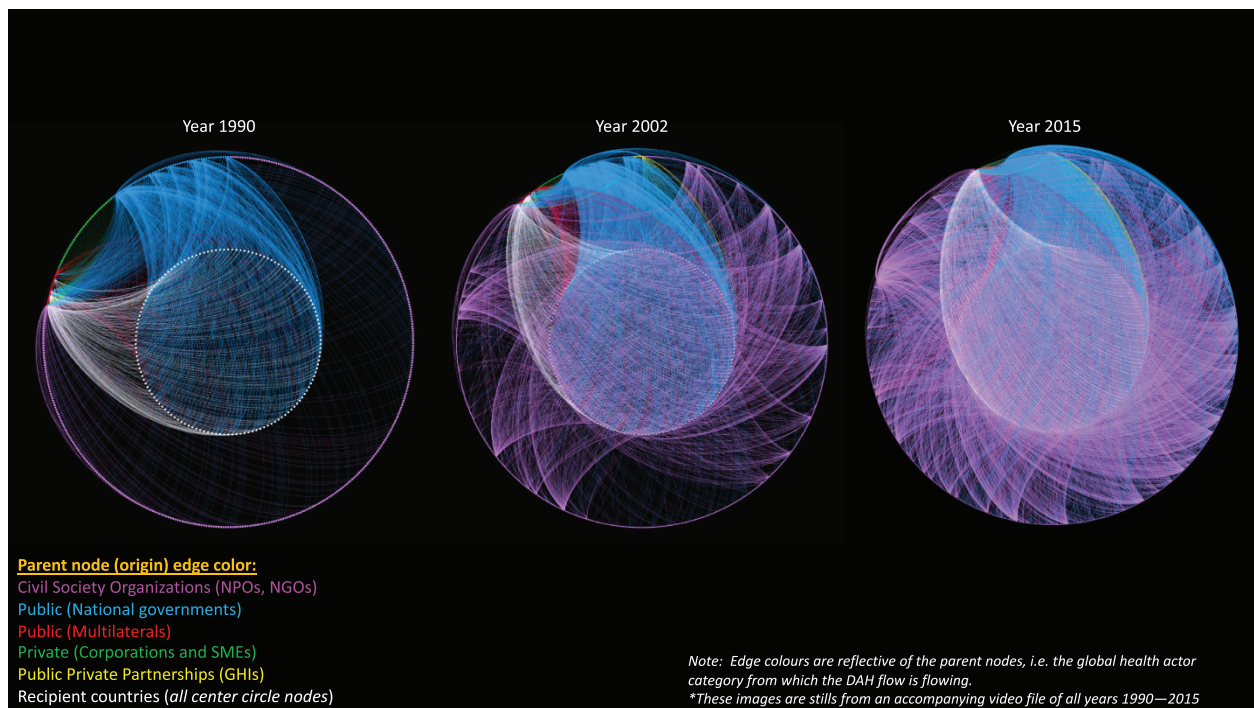 Year 1990
Year 2002
Year 2015
Parent node (origin) edge color:
Civil Society Organizations (NPOs, NGOs)
Public (National governments)
Public (Multilaterals)
Private (Corporations and SMEs)
Public Private Partnerships (GHIs)
Recipient countries (all center circle nodes)
Note:  Edge colours are reflective of the parent nodes, i.e. the global health actor
category from which the DAH flow is flowing.
*These images are stills from an accompanying video file of all years 1990—2015